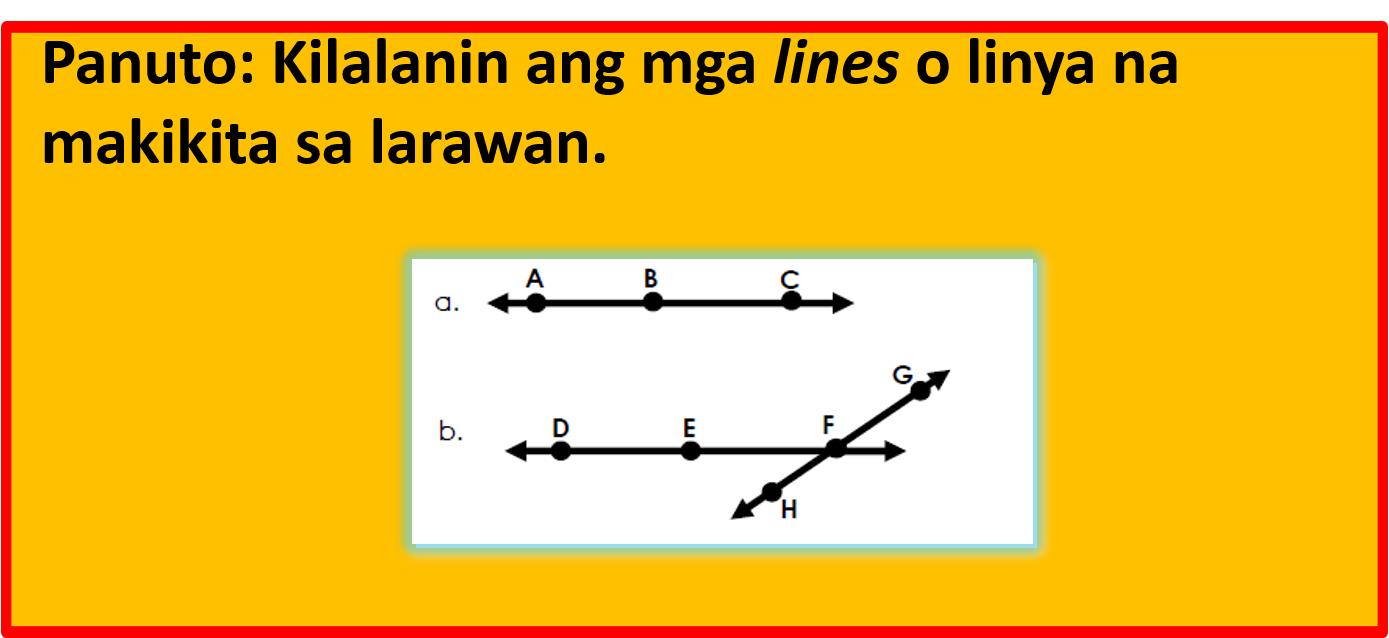 Panuto: Kilalanin ang mga lines o linya na
makikita sa larawan.
a. A B C
G
b. D E F
H